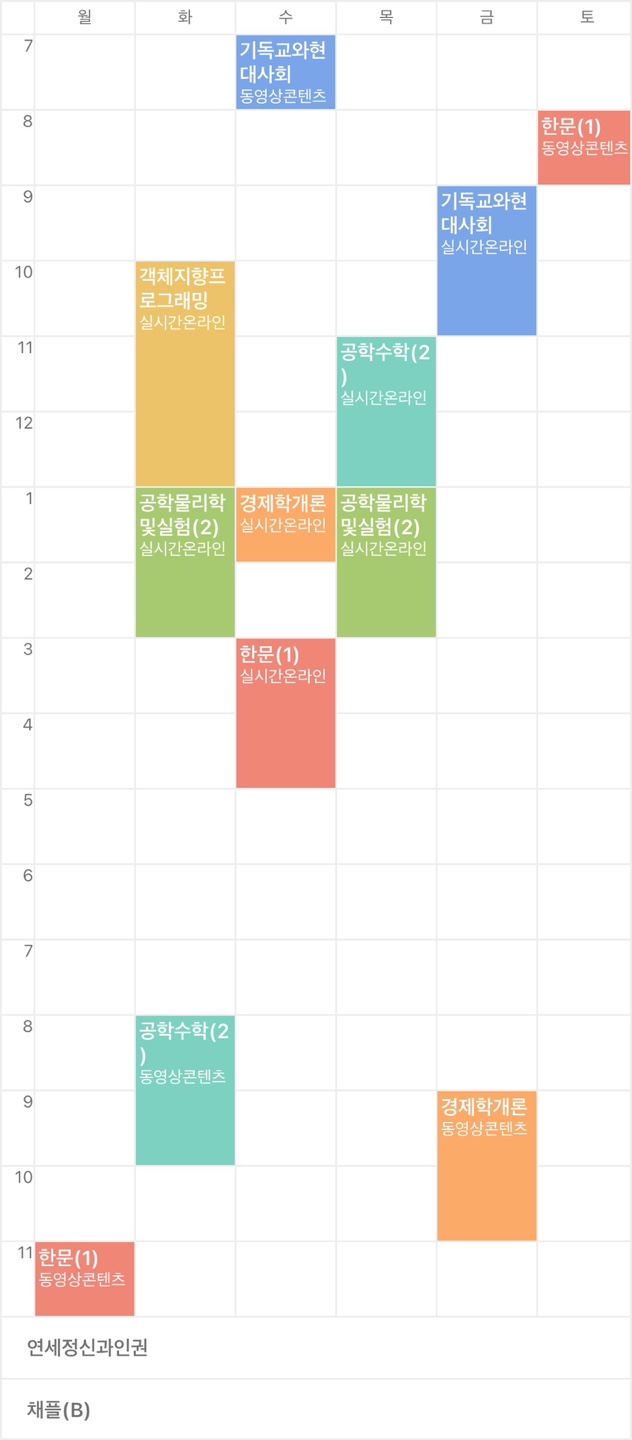 월 화 수 목 금 토
7
기독교와현
대사회
동영상콘텐츠
8
한문(1)
동영상콘텐츠
9
기독교와현
대사회
실시간온라인
10
객체지향프
로그래밍
실시간온라인
11
공학수학(2
)
실시간온라인
12
1
공학물리학
및실험(2)
실시간온라인
경제학개론
실시간온라인
공학물리학
및실험(2)
실시간온라인
2
3
한문(1)
실시간온라인
4
5
6
7
8
공학수학(2
)
동영상콘텐츠
9
경제학개론
동영상콘텐츠
10
11
한문(1)
동영상콘텐츠
연세정신과인권
채플(B)